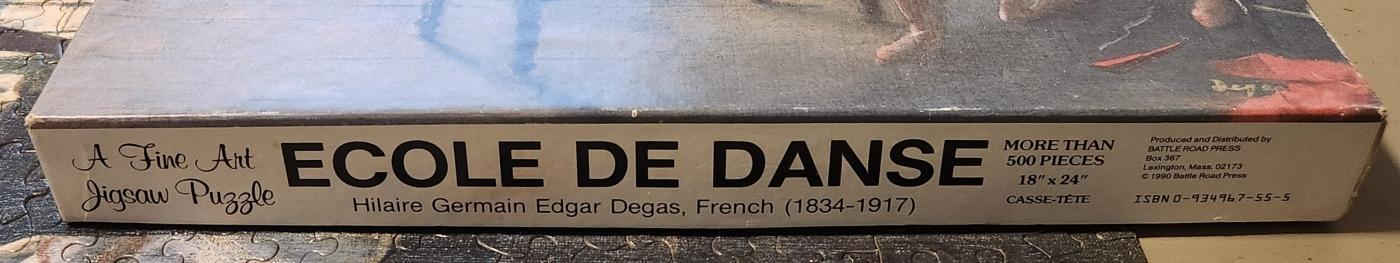 A Fine Art
Jigsaw Puzzle
ECOLE DE DANSE
Hilaire Germain Edgar Degas, French (1834-1917)
MORE THAN
500 PIECES
18" x 24"
CASSE-TÊTE
Produced and Distributed by
BATTLE ROAD PRESS
Box 367
Lexington, Mass. 02173
© 1990 Battle Road Press
ISBN 0-934967-55-5
Degas